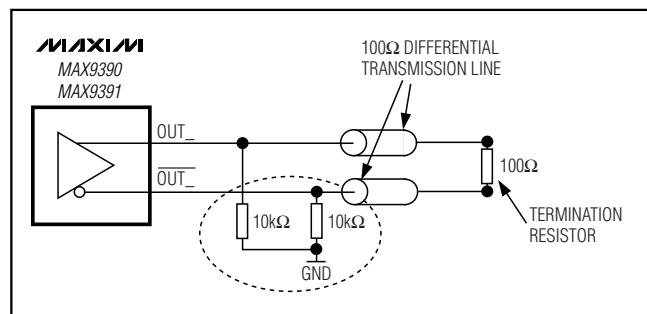 MAXIM
MAX9390
MAX9391
100Ω DIFFERENTIAL
TRANSMISSION LINE
OUT_
OUT_
100Ω
10kΩ
10kΩ
TERMINATION
RESISTOR
GND